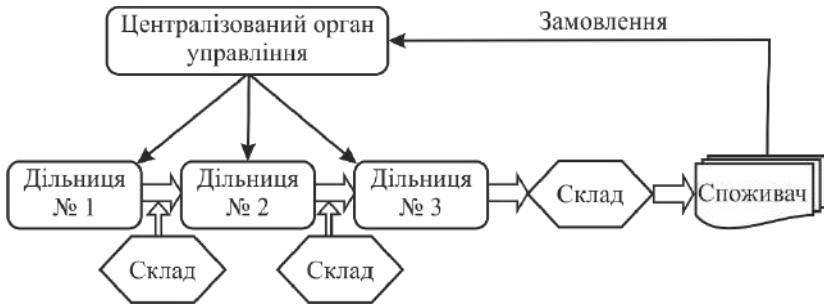 Централізований орган
управління
Замовлення
Дільниця
№ 1
Дільниця
№ 2
Дільниця
№ 3
Склад
Споживач
Склад
Склад